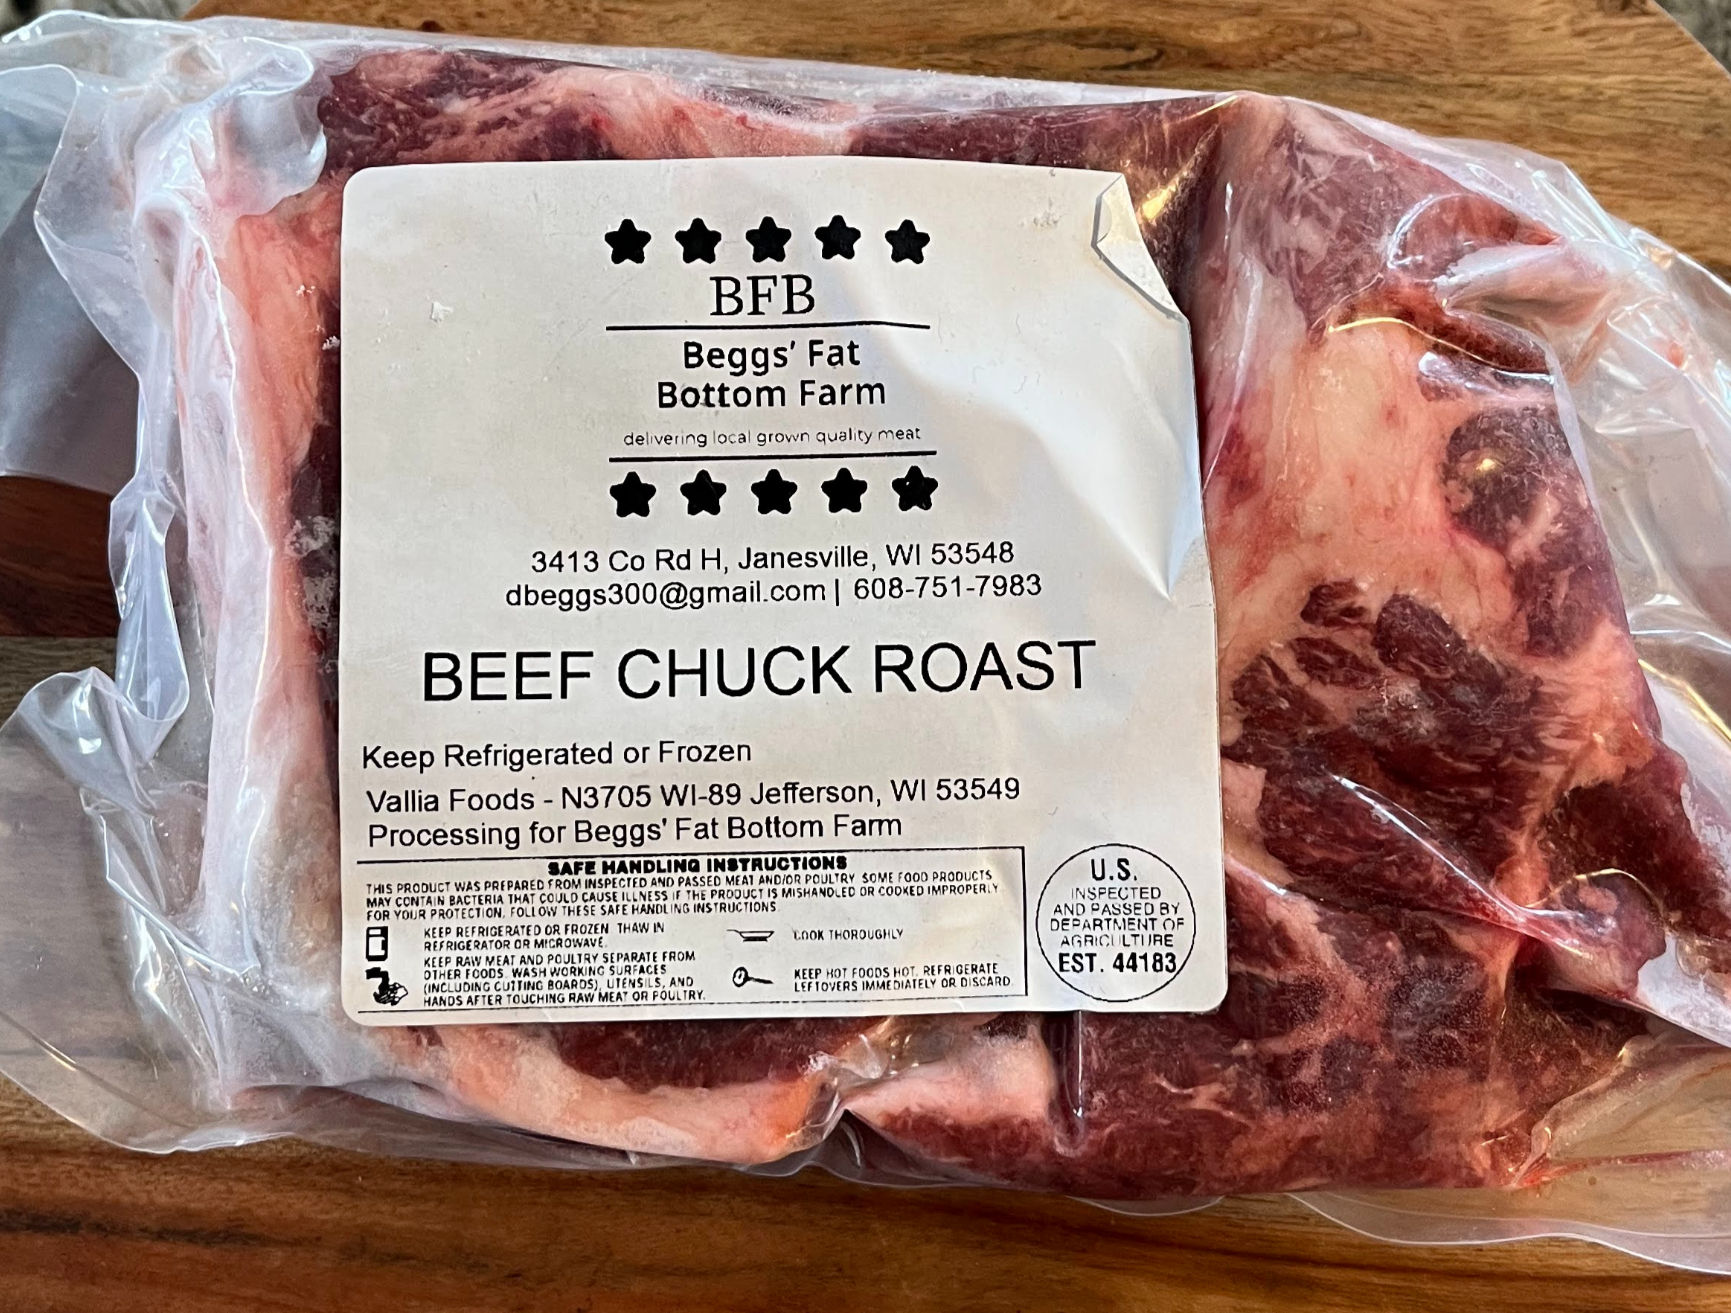 BFB
Beggs' Fat
Bottom Farm
delivering local grown quality meat
3413 Co Rd H, Janesville, WI 53548
dbeggs300@gmail.com | 608-751-7983
BEEF CHUCK ROAST
Keep Refrigerated or Frozen
Vallia Foods - N3705 WI-89 Jefferson, WI 53549
Processing for Beggs' Fat Bottom Farm
SAFE HANDLING INSTRUCTIONS
THIS PRODUCT WAS PREPARED FROM INSPECTED AND PASSED MEAT AND/OR POULTRY. SOME FOOD PRODUCTS
MAY CONTAIN BACTERIA THAT COULD CAUSE ILLNESS IF THE PRODUCT IS MISHANDLED OR COOKED IMPROPERLY.
FOR YOUR PROTECTION, FOLLOW THESE SAFE HANDLING INSTRUCTIONS.
KEEP REFRIGERATED OR FROZEN. THAW IN
REFRIGERATOR OR MICROWAVE.
KEEP RAW MEAT AND POULTRY SEPARATE FROM
OTHER FOODS. WASH WORKING SURFACES
(INCLUDING CUTTING BOARDS), UTENSILS, AND
HANDS AFTER TOUCHING RAW MEAT OR POULTRY.
COOK THOROUGHLY
KEEP HOT FOODS HOT. REFRIGERATE
LEFTOVERS IMMEDIATELY OR DISCARD.
U.S.
INSPECTED
AND PASSED BY
DEPARTMENT OF
AGRICULTURE
EST. 44183